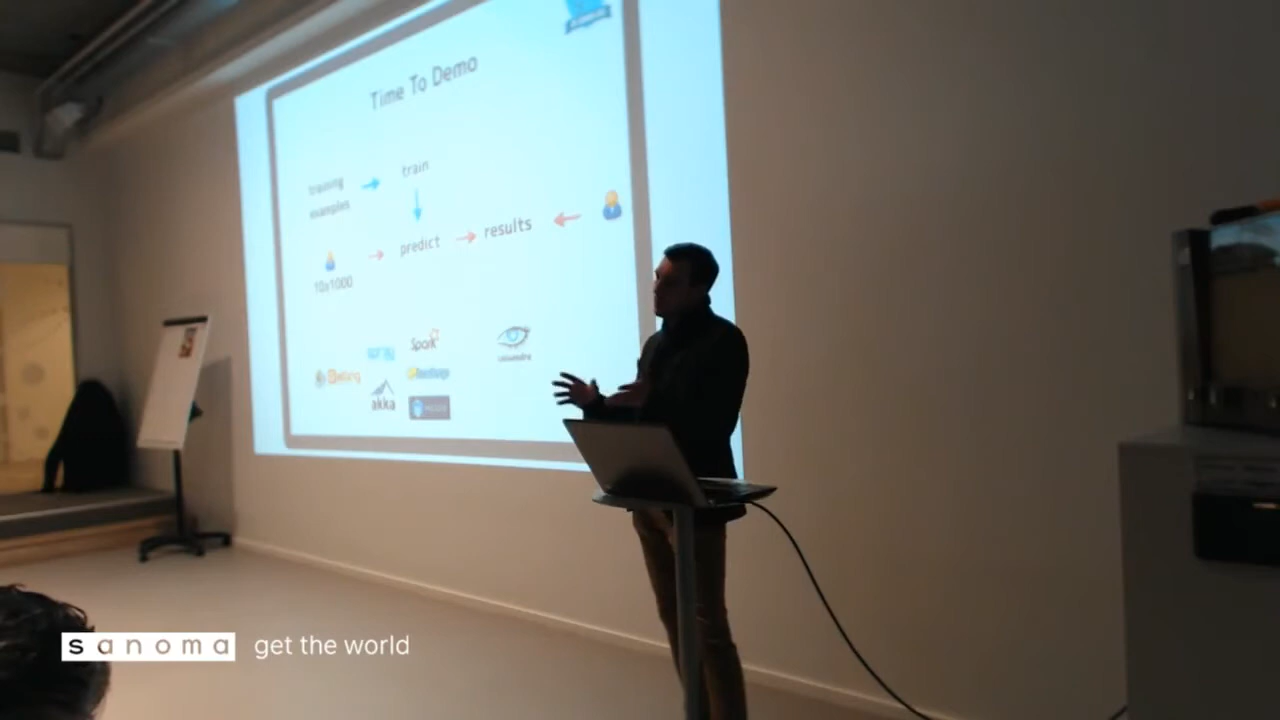 Time To Demo
training
examples
train
predict
results
10x1000
Spark
akka
sanoma
get the world